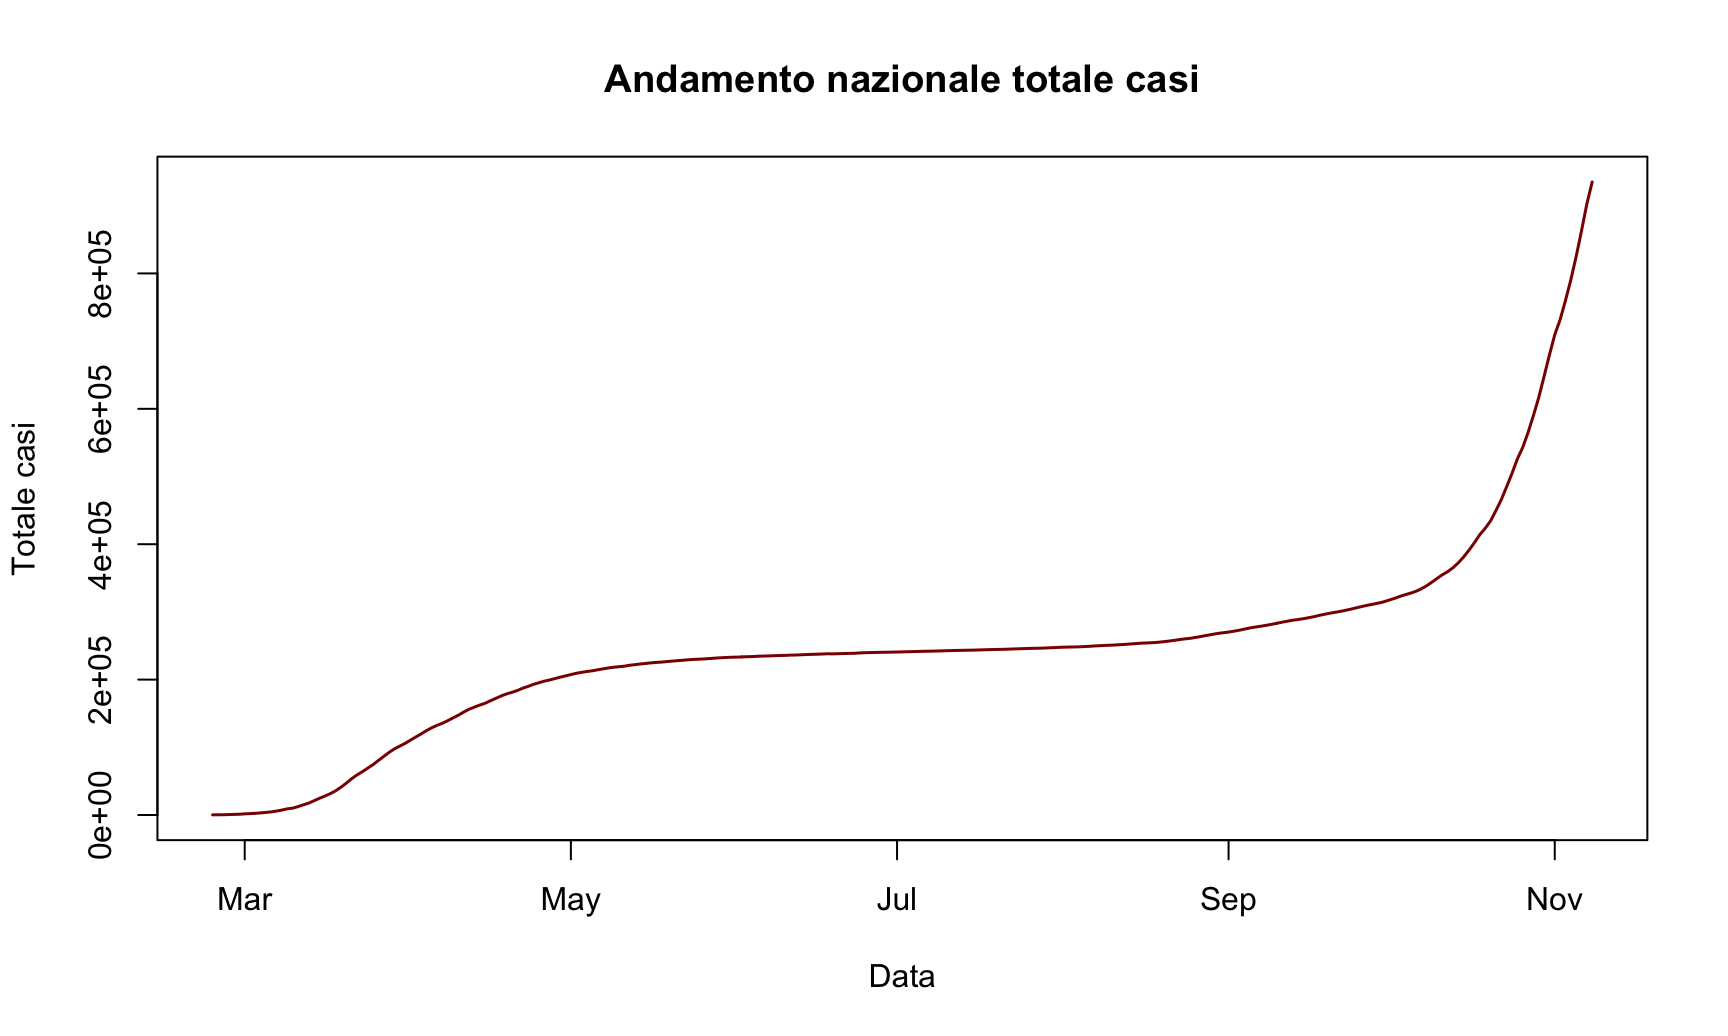 Andamento nazionale totale casi
Totale casi
8e+05
6e+05
4e+05
2e+05
0e+00
Mar May Jul Sep Nov
Data